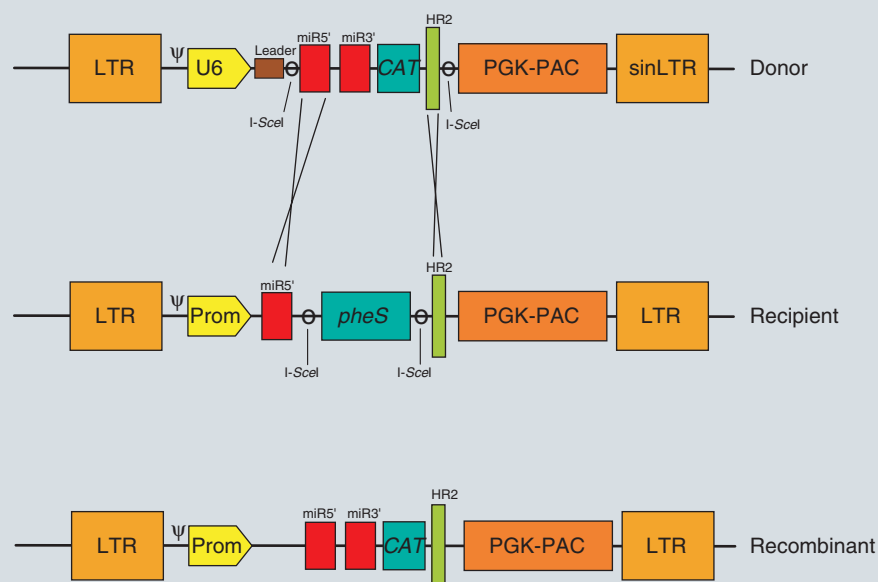 HR2
miR5' miR3'
Leader
LTR ψ U6 CAT PGK-PAC sinLTR Donor
I-SceI I-SceI
HR2
miR5'
LTR ψ Prom pheS PGK-PAC LTR Recipient
I-SceI I-SceI
HR2
miR5' miR3'
LTR ψ Prom CAT PGK-PAC LTR Recombinant